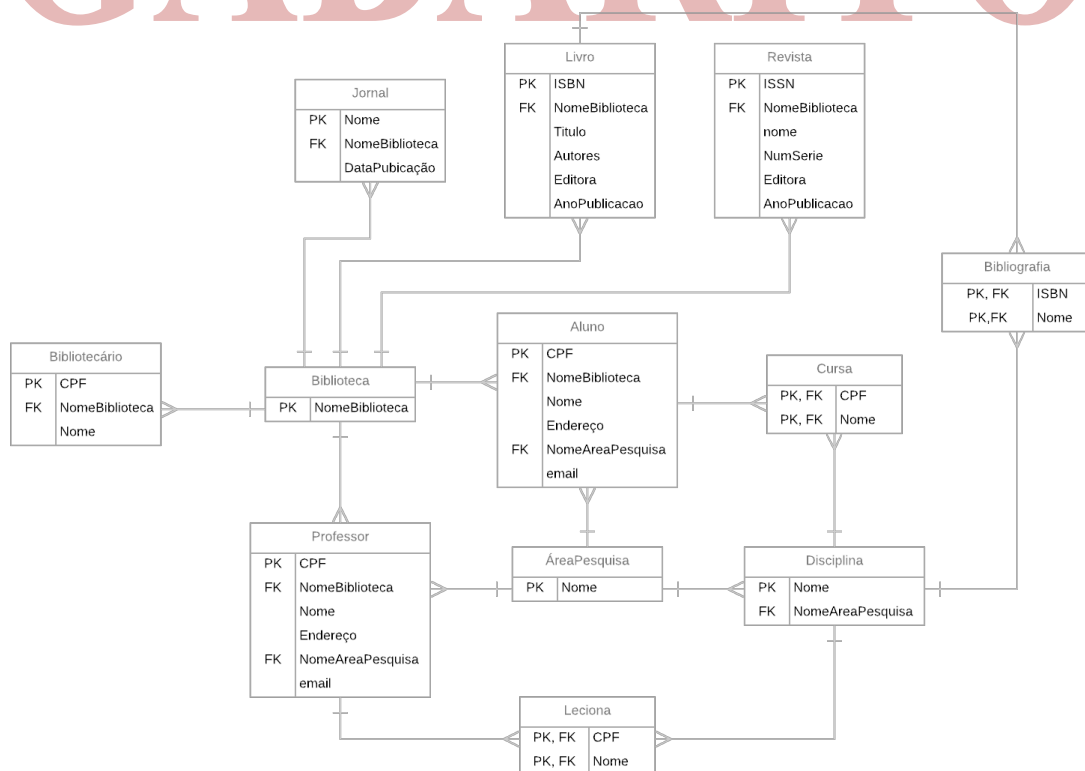 GABARITO
Livro
PK ISBN
FK NomeBiblioteca
Titulo
Autores
Editora
AnoPublicacao
Revista
PK ISSN
FK NomeBiblioteca
nome
NumSerie
Editora
AnoPublicacao
Jornal
PK Nome
FK NomeBiblioteca
DataPubicação
Bibliografia
PK, FK ISBN
PK,FK Nome
Aluno
PK CPF
FK NomeBiblioteca
Nome
Endereço
FK NomeAreaPesquisa
email
Bibliotecário
PK CPF
FK NomeBiblioteca
Nome
Biblioteca
PK NomeBiblioteca
Cursa
PK, FK CPF
PK, FK Nome
Professor
PK CPF
FK NomeBiblioteca
Nome
Endereço
FK NomeAreaPesquisa
email
ÁreaPesquisa
PK Nome
Disciplina
PK Nome
FK NomeAreaPesquisa
Leciona
PK, FK CPF
PK, FK Nome